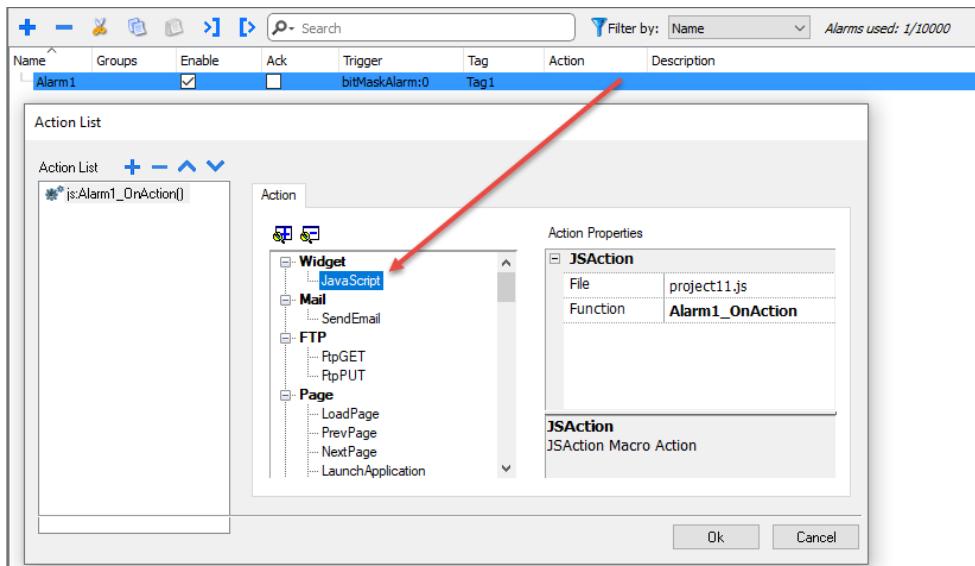 Search
Filter by: Name
Alarms used: 1/10000
Name Groups Enable Ack Trigger Tag Action Description
Alarm1 bitMaskAlarm:0 Tag1
Action List
Action List
js:Alarm1_OnAction()
Action
Widget
JavaScript
Mail
SendEmail
FTP
FtpGET
FtpPUT
Page
LoadPage
PrevPage
NextPage
LaunchApplication
Action Properties
JSAction
File project11.js
Function Alarm1_OnAction
JSAction
JSAction Macro Action
Ok Cancel